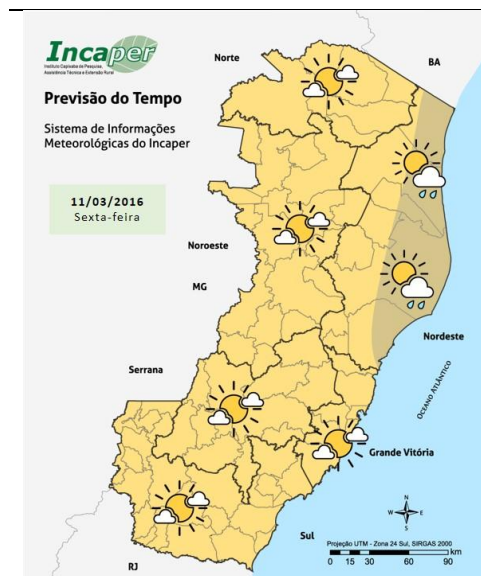 Incaper
Instituto Capixaba de Pesquisa,
Assistência Técnica e Extensão Rural
Previsão do Tempo
Sistema de Informações
Meteorológicas do Incaper
11/03/2016
Sexta-feira
Norte
BA
Noroeste
MG
Nordeste
Serrana
OCEANO ATLÂNTICO
Grande Vitória
N
W
E
S
Sul
Projeção UTM - Zona 24 Sul, SIRGAS 2000
km
0 15 30 60 90
RJ